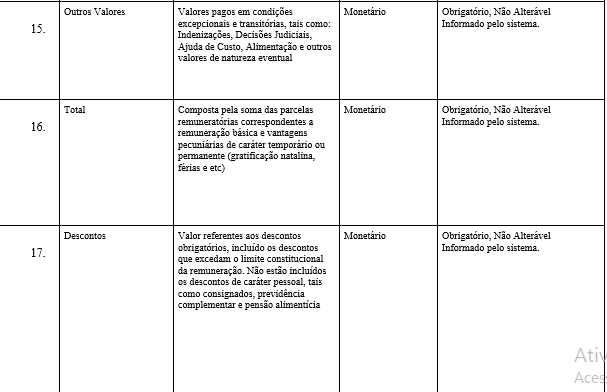 15.
Outros Valores
Valores pagos em condições
excepcionais e transitórias, tais como:
Indenizações, Decisões Judiciais,
Ajuda de Custo, Alimentação e outros
valores de natureza eventual
Monetário
Obrigatório, Não Alterável
Informado pelo sistema.
16.
Total
Composta pela soma das parcelas
remuneratórias correspondentes a
remuneração básica e vantagens
pecuniárias de caráter temporário ou
permanente (gratificação natalina,
férias e etc)
Monetário
Obrigatório, Não Alterável
Informado pelo sistema.
17.
Descontos
Valor referentes aos descontos
obrigatórios, incluído os descontos
que excedam o limite constitucional
da remuneração. Não estão incluídos
os descontos de caráter pessoal, tais
como consignados, previdência
complementar e pensão alimentícia
Monetário
Obrigatório, Não Alterável
Informado pelo sistema.